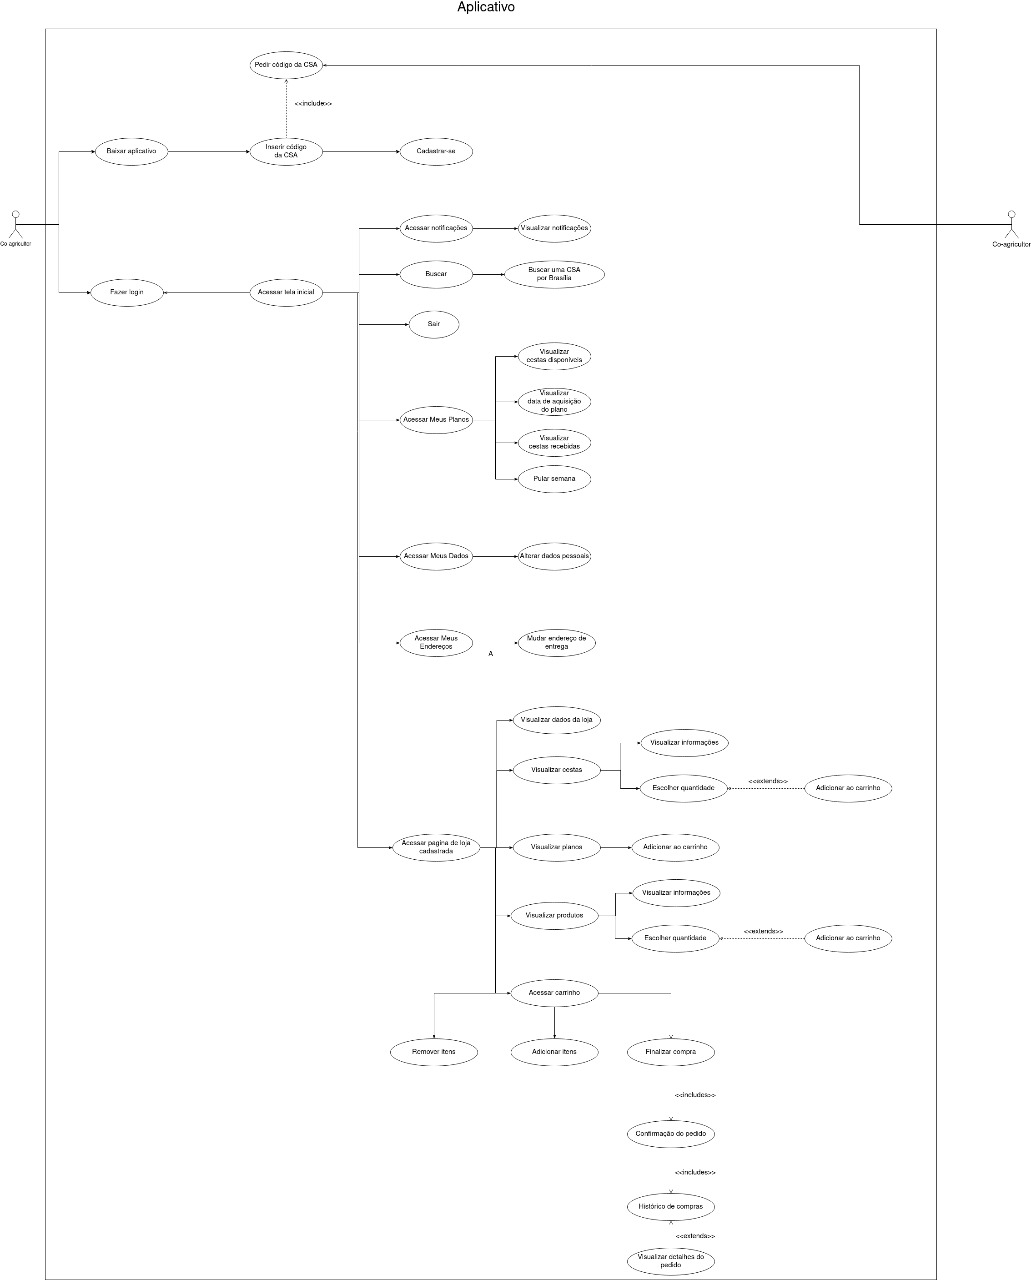 Aplicativo
Pedir código da CSA
<<include>>
Baixar aplicativo
Inserir código
da CSA
Cadastrar-se
Co-agricultor
Co-agricultor
Acessar notificações
Visualizar notificações
Buscar
Buscar uma CSA
por Brasília
Fazer login
Acessar tela inicial
Sair
Visualizar
cestas disponíveis
Visualizar
data de aquisição
do plano
Acessar Meus Planos
Visualizar
cestas recebidas
Pular semana
Acessar Meus Dados
Alterar dados pessoais
Acessar Meus
Endereços
Mudar endereço de
entrega
A
Visualizar dados da loja
Visualizar informações
Visualizar cestas
Escolher quantidade
<<extends>>
Adicionar ao carrinho
Acessar pagina de loja
cadastrada
Visualizar planos
Adicionar ao carrinho
Visualizar informações
Visualizar produtos
Escolher quantidade
<<extends>>
Adicionar ao carrinho
Acessar carrinho
Remover itens
Adicionar itens
Finalizar compra
<<includes>>
Confirmação do pedido
<<includes>>
Histórico de compras
<<extends>>
Visualizar detalhes do
pedido